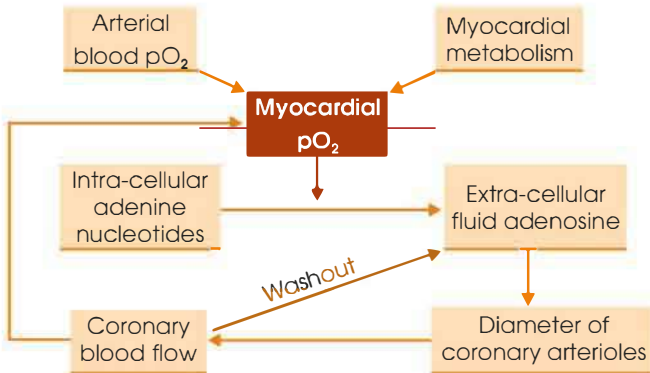 Arterial
blood pO₂
Myocardial
metabolism
Myocardial
pO₂
Intra-cellular
adenine
nucleotides
Extra-cellular
fluid adenosine
Washout
Coronary
blood flow
Diameter of
coronary arterioles